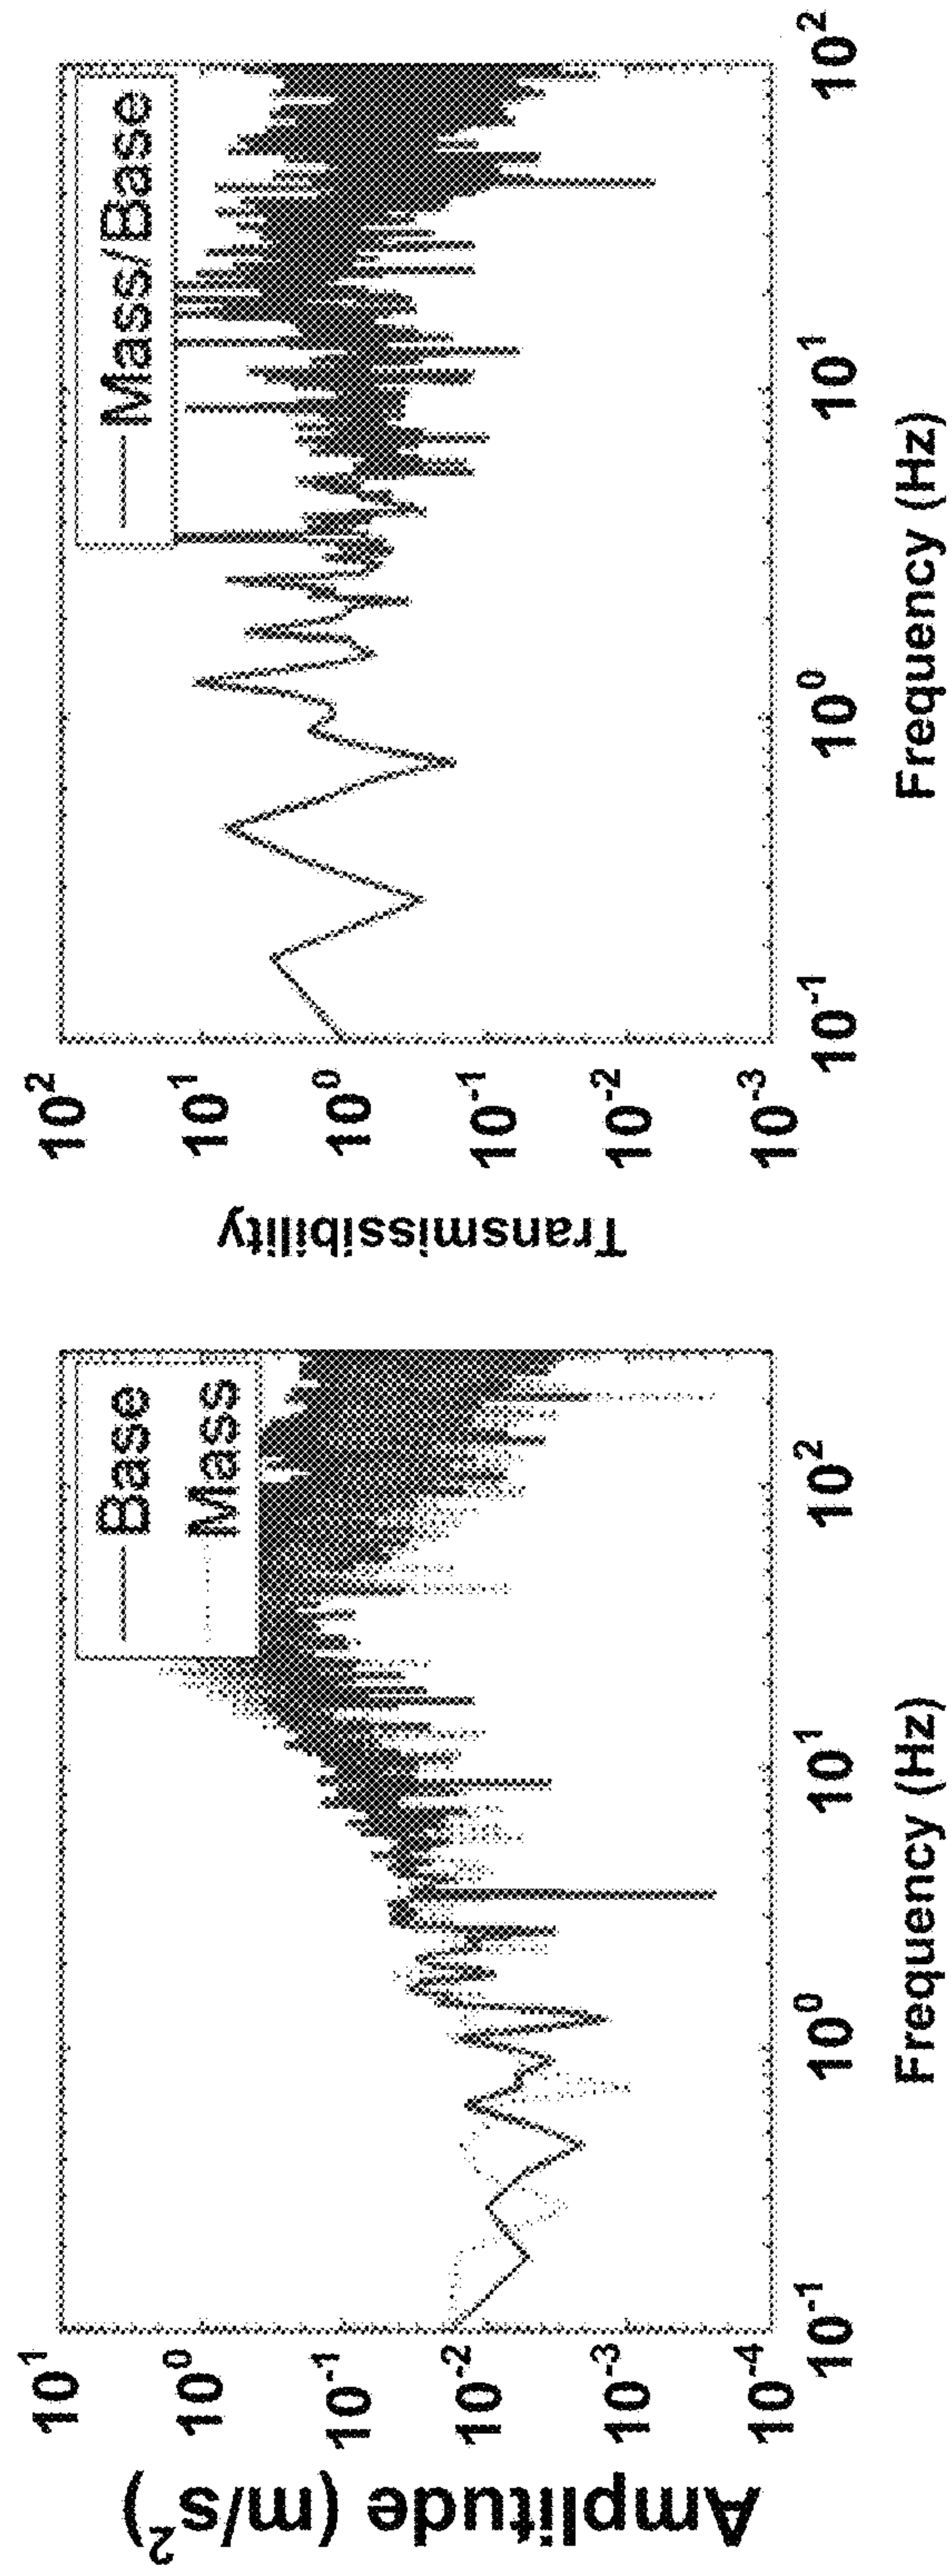 Amplitude (m/s²)
10¹
10⁰
10⁻¹
10⁻²
10⁻³
10⁻⁴
Base
Mass
10⁻¹
10⁰
10¹
10²
Frequency (Hz)
Transmissibility
10²
10¹
10⁰
10⁻¹
10⁻²
10⁻³
Mass/Base
10⁻¹
10⁰
10¹
10²
Frequency (Hz)